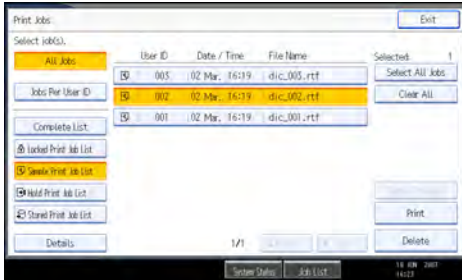 Print Jobs
Exit
Select job(s).
All Jobs
User ID Date / Time File Name
Selected: 1
003 02 Mar. 16:19 dic_003.rtf
Select All Jobs
Jobs Per User ID
002 02 Mar. 16:19 dic_002.rtf
Clear All
001 02 Mar. 16:19 dic_001.rtf
Complete List
Locked Print Job List
Sample Print Job List
Hold Print Job List
Stored Print Job List
Print
Details
1/1
Delete
System Status
Job List